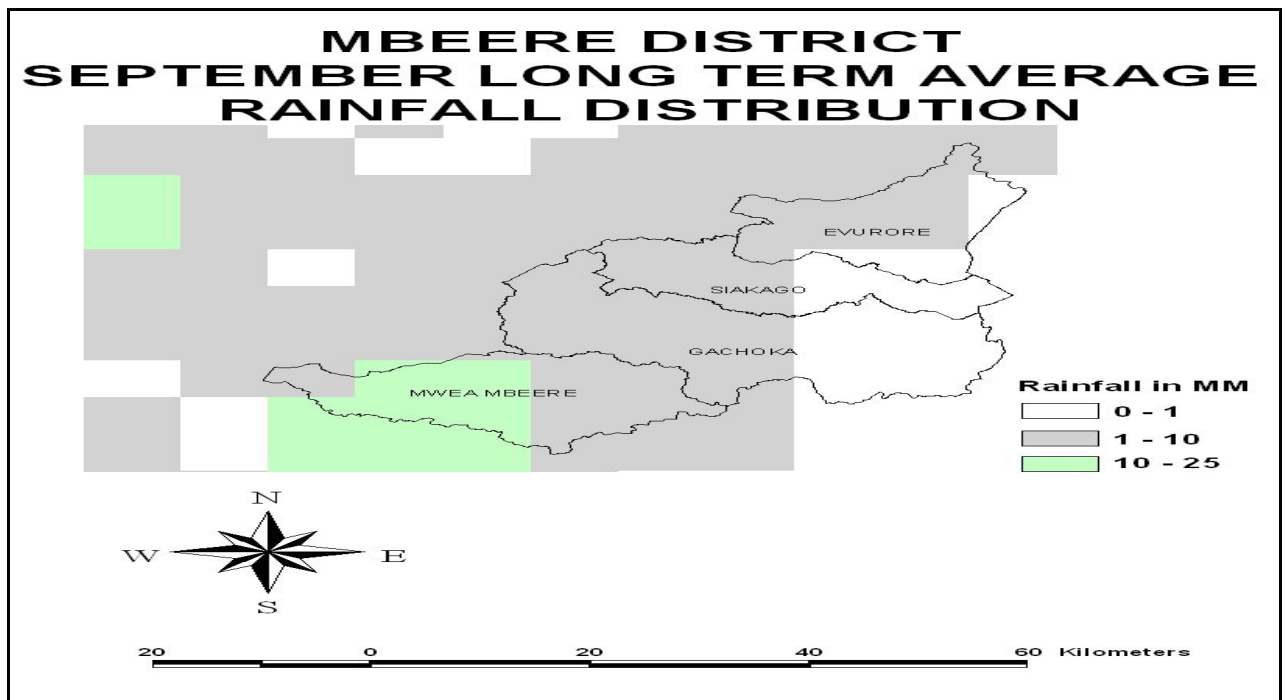 MBEERE DISTRICT
SEPTEMBER LONG TERM AVERAGE
RAINFALL DISTRIBUTION
EVURORE
SIAKAGO
GACHOKA
MWEA MBEERE
Rainfall in MM
0 - 1
1 - 10
10 - 25
N
W E
S
20 0 20 40 60 Kilometers